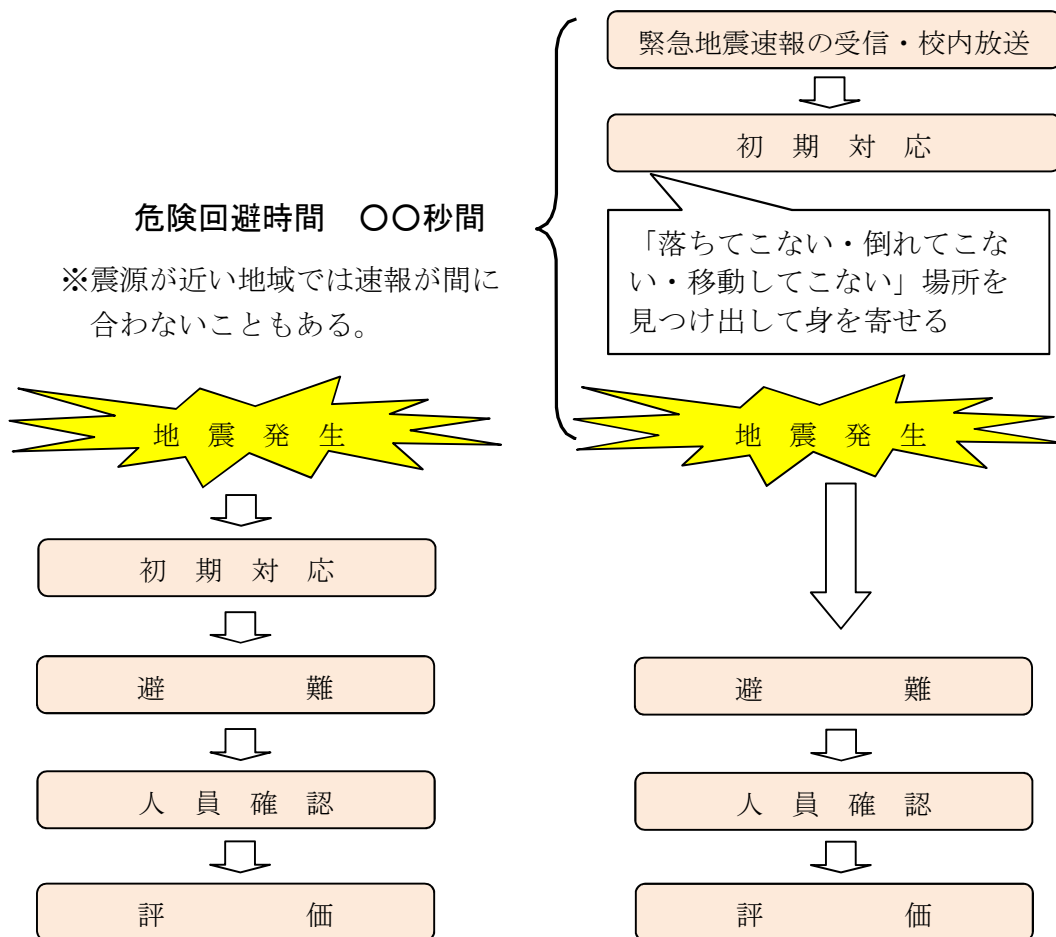 緊急地震速報の受信・校内放送
初期対応
危険回避時間　〇〇秒間
※震源が近い地域では速報が間に
合わないこともある。
「落ちてこない・倒れてこな
い・移動してこない」場所を
見つけ出して身を寄せる
地震発生
地震発生
初期対応
避難
避難
人員確認
人員確認
評価
評価